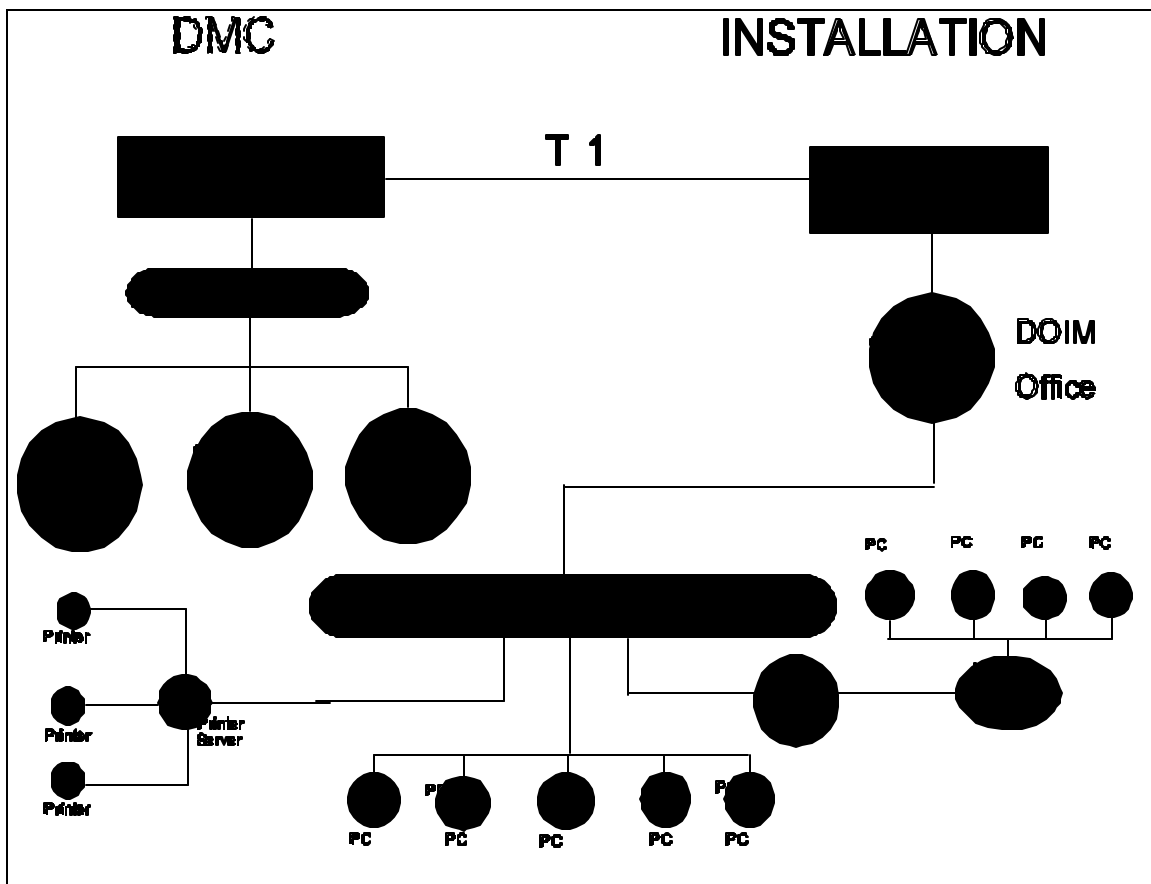 DMC
INSTALLATION
T 1
DOIM
Office
PC
PC
PC
PC
Printer
Printer
Server
Printer
Printer
PC
PC
PC
PC
PC